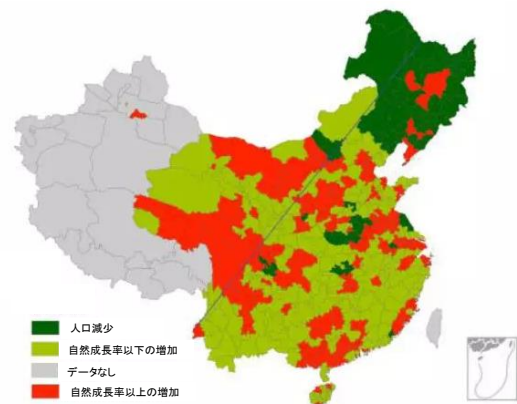 人口減少
自然成長率以下の増加
データなし
自然成長率以上の増加